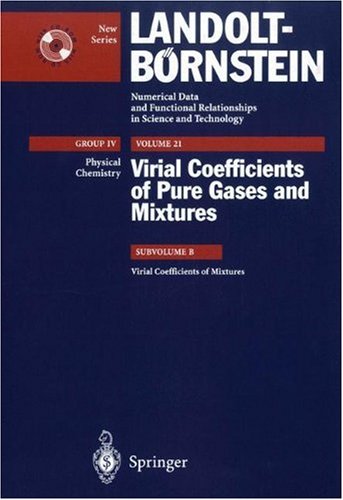 New
Series
LANDOLT-
BÖRNSTEIN
Numerical Data
and Functional Relationships
in Science and Technology
GROUP IV
VOLUME 21
Physical
Chemistry
Virial Coefficients
of Pure Gases and
Mixtures
SUBVOLUME B
Virial Coefficients of Mixtures
Springer